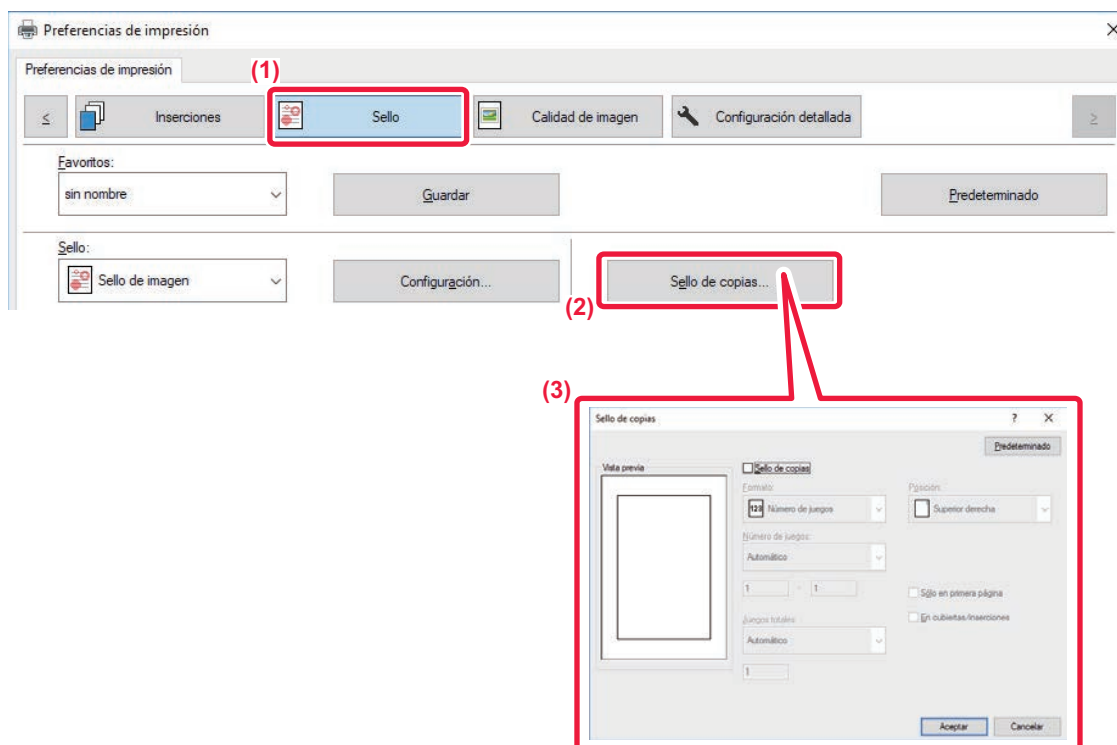 Preferencias de impresión
Preferencias de impresión
(1)
< Inserciones Sello Calidad de imagen Configuración detallada >
Favoritos:
sin nombre Guardar Predeterminado
Sello:
Sello de imagen Configuración... Sello de copias...
(2)
(3)
Sello de copias ?
Predeterminado
Vista previa
Sello de copias
Formato: Posición:
123 Número de juegos Superior derecha
Número de juegos:
Automático
1 - 1
Sólo en primera página
En cubiertas/inserciones
Juegos totales:
Automático
1
Aceptar Cancelar